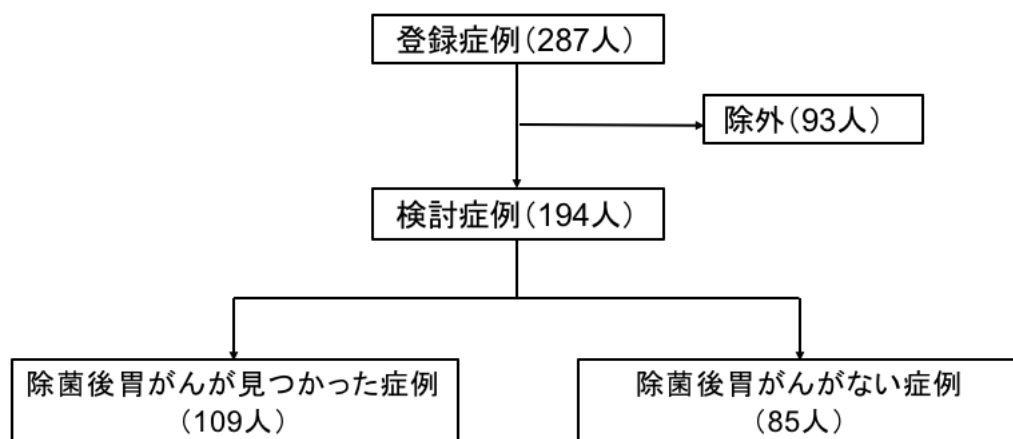 登録症例（287人）
除外（93人）
検討症例（194人）
除菌後胃がんが見つかった症例
（109人）
除菌後胃がんがない症例
（85人）